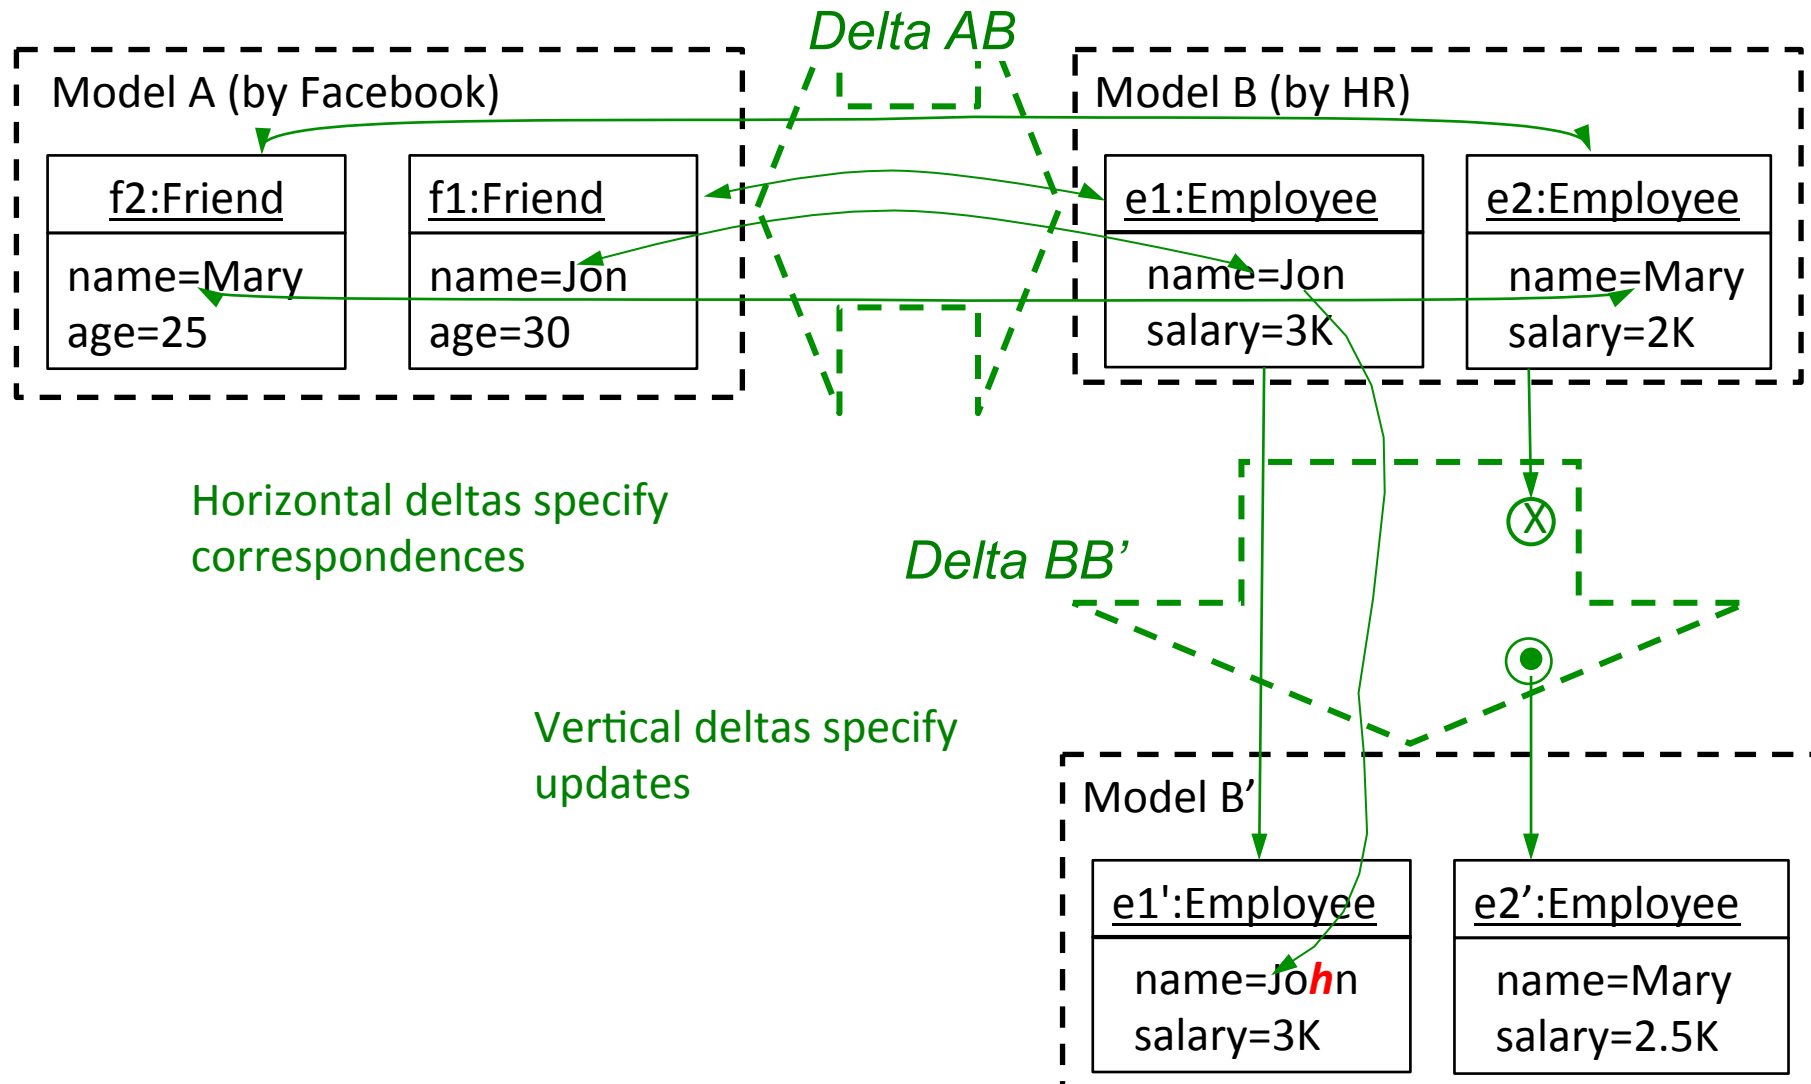 Delta AB
Model A (by Facebook)
Model B (by HR)
f2:Friend
name=Mary
age=25
f1:Friend
name=Jon
age=30
e1:Employee
name=Jon
salary=3K
e2:Employee
name=Mary
salary=2K
Horizontal deltas specify
correspondences
X
Delta BB’
Vertical deltas specify
updates
Model B’
e1':Employee
name=John
salary=3K
e2’:Employee
name=Mary
salary=2.5K